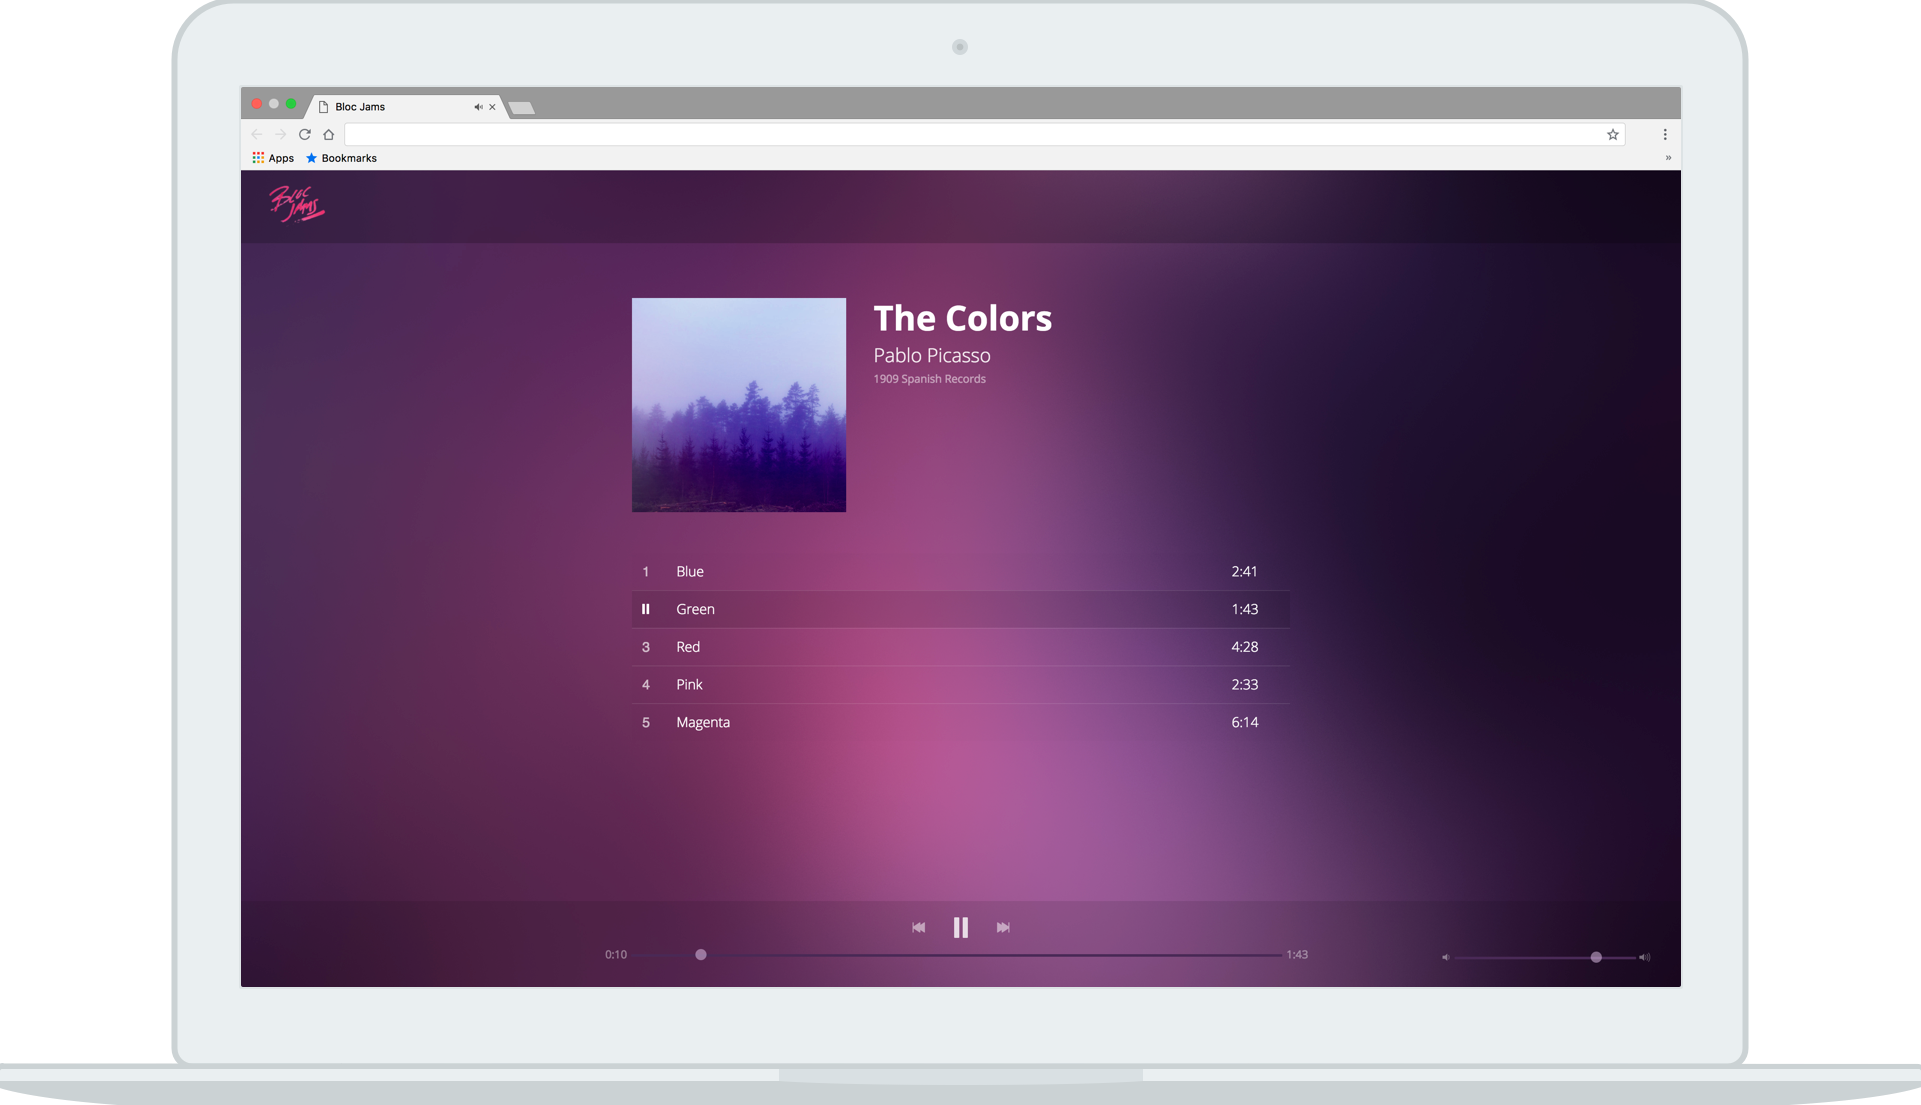 Bloc Jams
Apps Bookmarks
BLOC
JAMS
The Colors
Pablo Picasso
1909 Spanish Records
1 Blue 2:41
Green 1:43
3 Red 4:28
4 Pink 2:33
5 Magenta 6:14
0:10 1:43